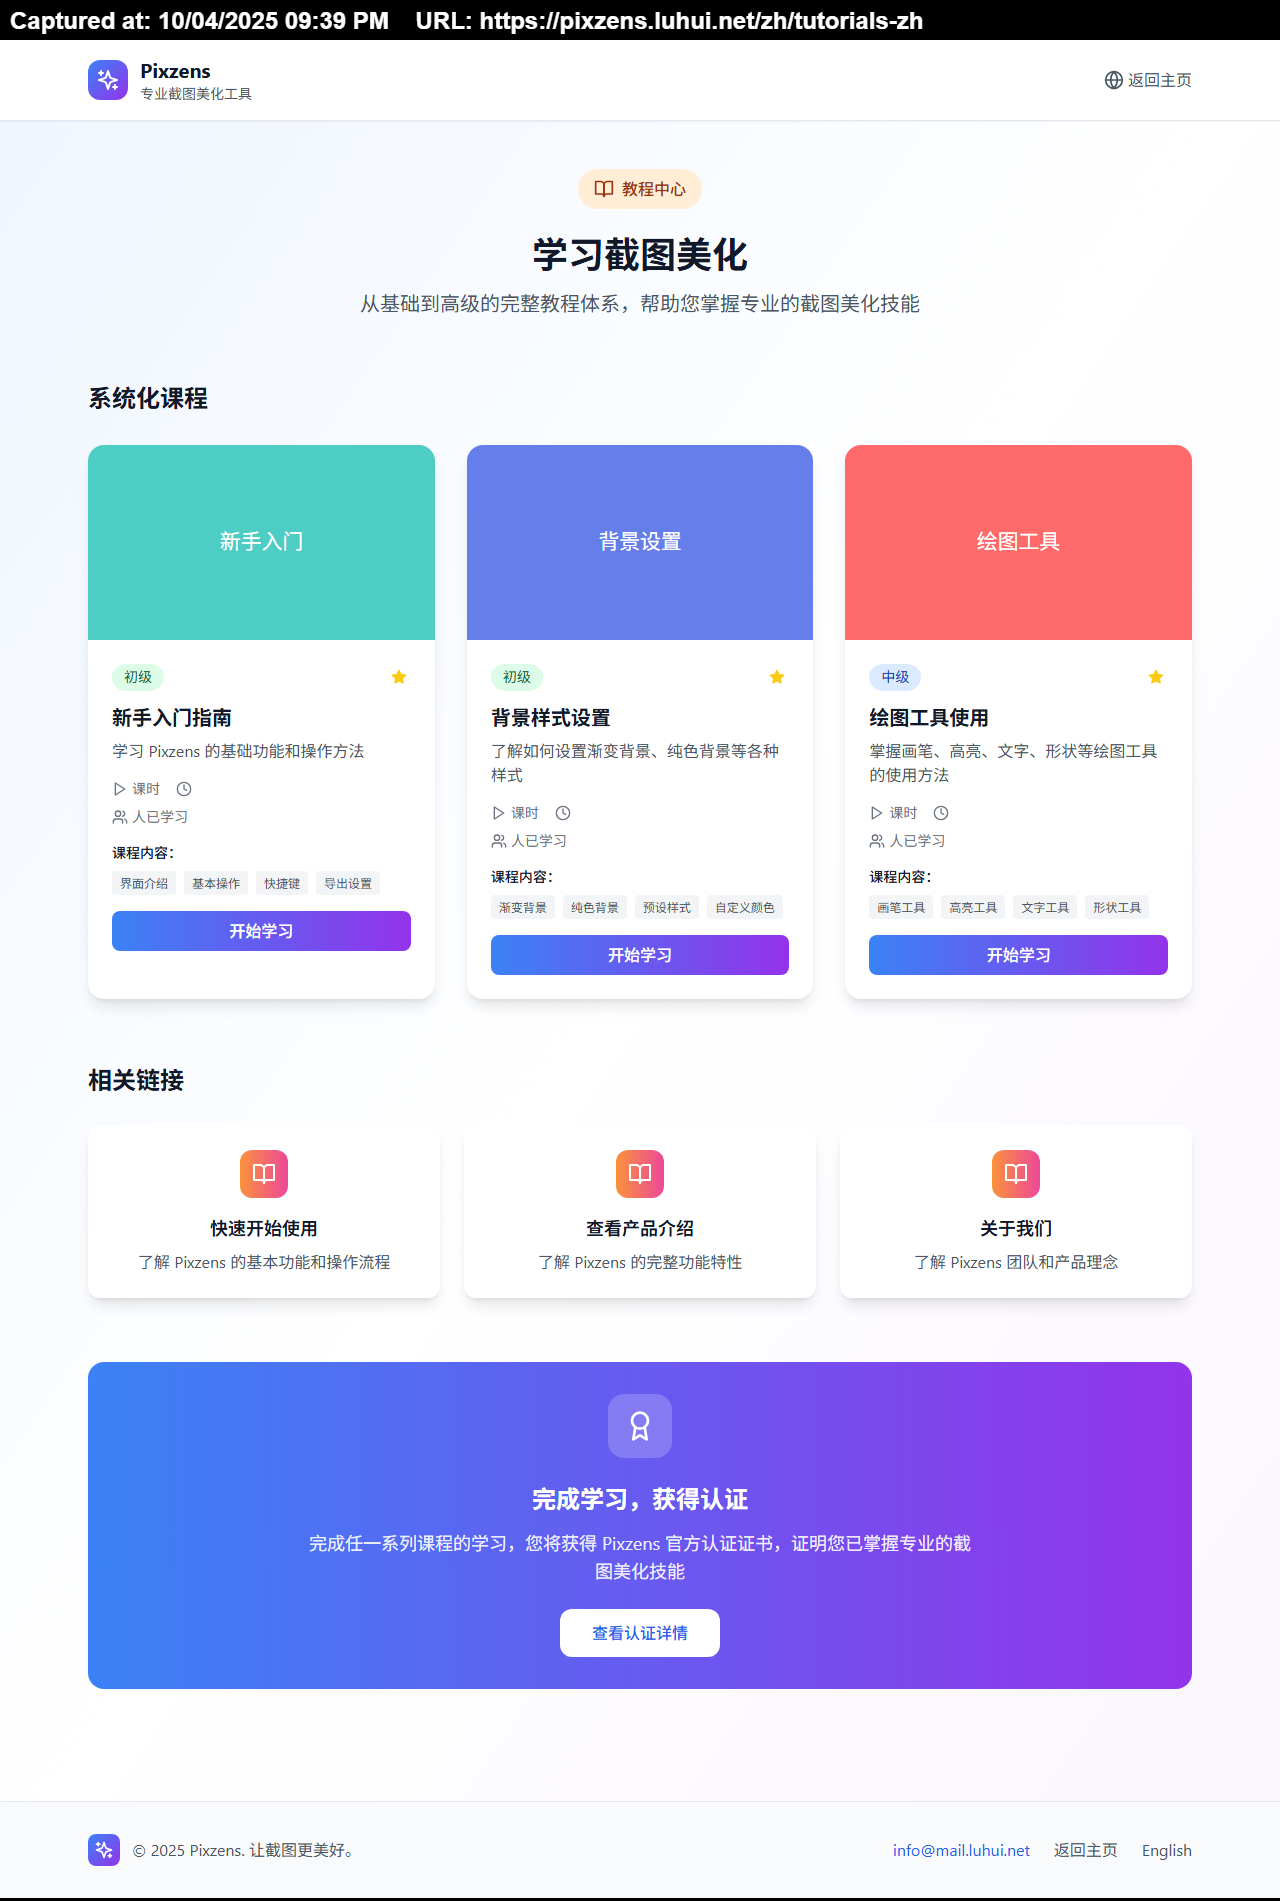 Captured at: 10/04/2025 09:39 PM    URL: https://pixzens.luhui.net/zh/tutorials-zh
Pixzens
专业截图美化工具
返回主页
教程中心
学习截图美化
从基础到高级的完整教程体系，帮助您掌握专业的截图美化技能
系统化课程
新手入门
初级
新手入门指南
学习 Pixzens 的基础功能和操作方法
课时
人已学习
课程内容：
界面介绍 基本操作 快捷键 导出设置
开始学习
背景设置
初级
背景样式设置
了解如何设置渐变背景、纯色背景等各种
样式
课时
人已学习
课程内容：
渐变背景 纯色背景 预设样式 自定义颜色
开始学习
绘图工具
中级
绘图工具使用
掌握画笔、高亮、文字、形状等绘图工具
的使用方法
课时
人已学习
课程内容：
画笔工具 高亮工具 文字工具 形状工具
开始学习
相关链接
快速开始使用
了解 Pixzens 的基本功能和操作流程
查看产品介绍
了解 Pixzens 的完整功能特性
关于我们
了解 Pixzens 团队和产品理念
完成学习，获得认证
完成任一系列课程的学习，您将获得 Pixzens 官方认证证书，证明您已掌握专业的截
图美化技能
查看认证详情
© 2025 Pixzens. 让截图更美好。
info@mail.luhui.net 返回主页 English